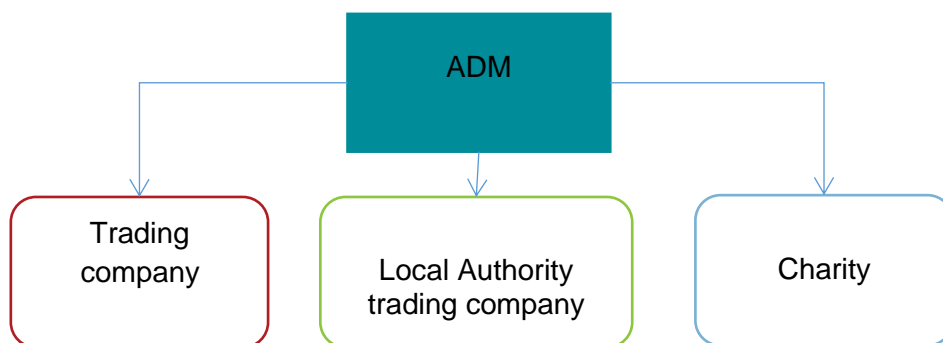 ADM
Trading
company
Local Authority
trading company
Charity